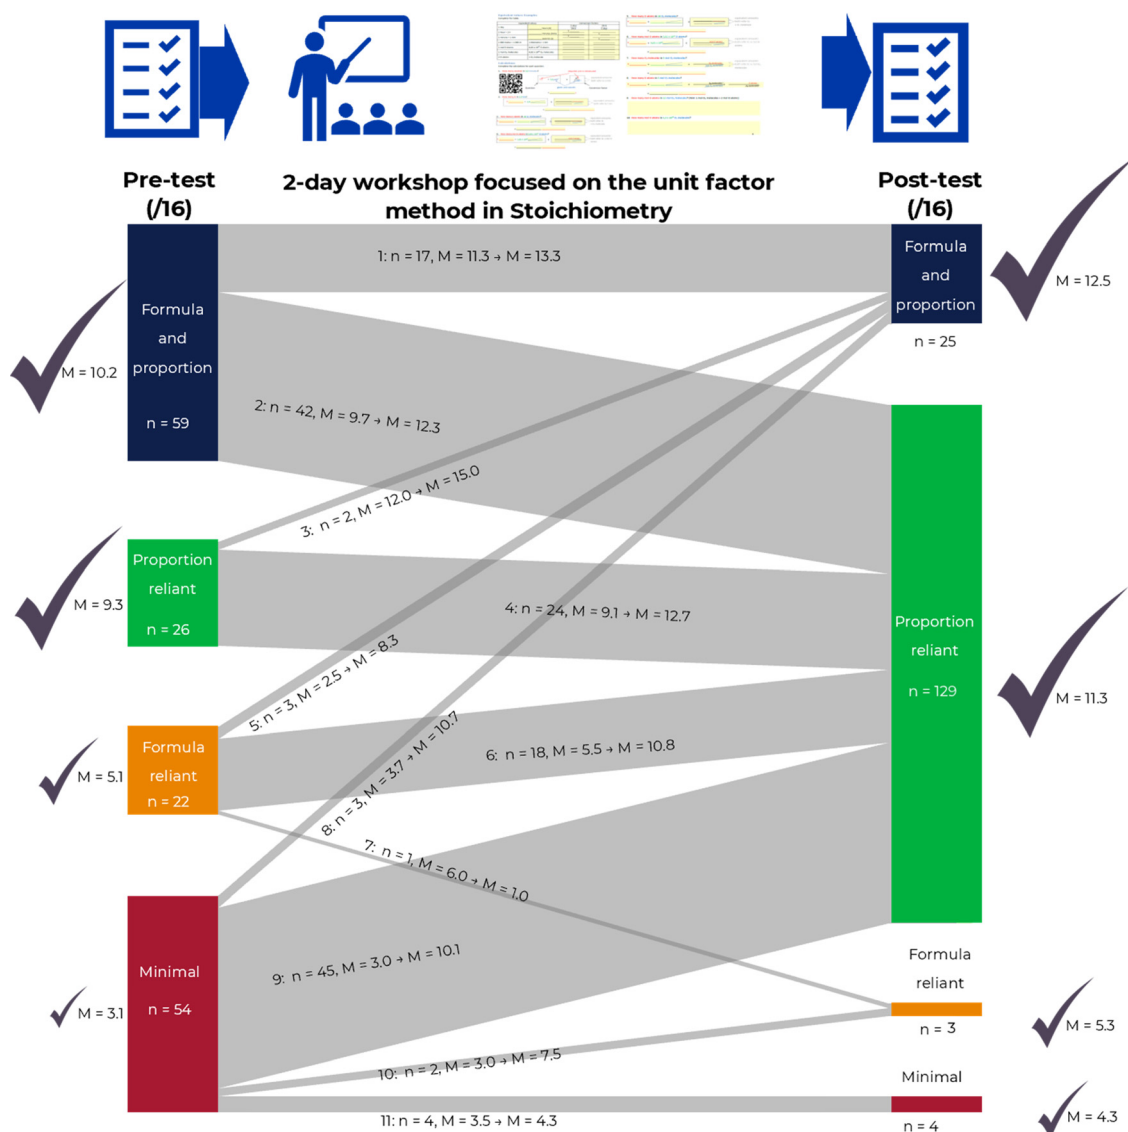 Pre-test
(/16)
2-day workshop focused on the unit factor
method in Stoichiometry
Post-test
(/16)
1: n = 17, M = 11.3 → M = 13.3
Formula
and
proportion
n = 59
M = 10.2
Formula
and
proportion
n = 25
M = 12.5
2: n = 42, M = 9.7 → M = 12.3
3: n = 2, M = 12.0 → M = 15.0
Proportion
reliant
n = 26
M = 9.3
4: n = 24, M = 9.1 → M = 12.7
Proportion
reliant
n = 129
M = 11.3
5: n = 3, M = 2.5 → M = 8.3
Formula
reliant
n = 22
M = 5.1
6: n = 18, M = 5.5 → M = 10.8
8: n = 3, M = 3.7 → M = 10.7
7: n = 1, M = 6.0 → M = 1.0
Minimal
n = 54
M = 3.1
9: n = 45, M = 3.0 → M = 10.1
Formula
reliant
n = 3
M = 5.3
10: n = 2, M = 3.0 → M = 7.5
Minimal
n = 4
M = 4.3
11: n = 4, M = 3.5 → M = 4.3